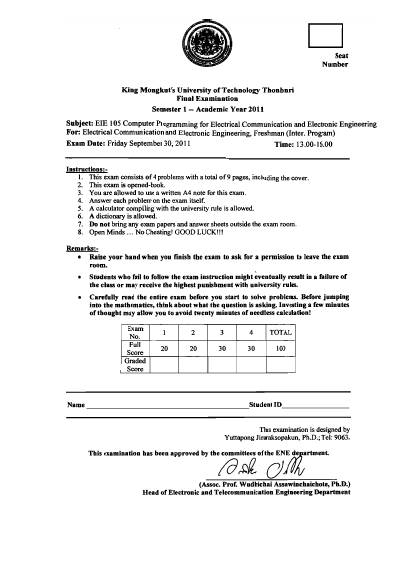 Seat
Number
King Mongkut's University of Technology Thonburi
Final Examination
Semester 1 -- Academic Year 2011
Subject: EIE 105 Computer Programming for Electrical Communication and Electronic Engineering
For: Electrical Communication and Electronic Engineering, Freshman (Inter. Program)
Exam Date: Friday September 30, 2011 Time: 13.00-16.00
Instructions:-
1. This exam consists of 4 problems with a total of 9 pages, including the cover.
2. This exam is opened-book.
3. You are allowed to use a written A4 note for this exam.
4. Answer each problem on the exam itself.
5. A calculator compiling with the university rule is allowed.
6. A dictionary is allowed.
7. Do not bring any exam papers and answer sheets outside the exam room.
8. Open Minds ... No Cheating! GOOD LUCK!!!
Remarks:-
• Raise your hand when you finish the exam to ask for a permission to leave the exam
room.
• Students who fail to follow the exam instruction might eventually result in a failure of
the class or may receive the highest punishment with university rules.
• Carefully read the entire exam before you start to solve problems. Before jumping
into the mathematics, think about what the question is asking. Investing a few minutes
of thought may allow you to avoid twenty minutes of needless calculation!
Exam No. 1 2 3 4 TOTAL
Full Score 20 20 30 30 100
Graded Score
Name Student ID
This examination is designed by
Yuttapong Jiraraksopakun, Ph.D.; Tel: 9063.
This examination has been approved by the committees of the ENE department.
(Assoc. Prof. Wudhichai Assawinchaichote, Ph.D.)
Head of Electronic and Telecommunication Engineering Department